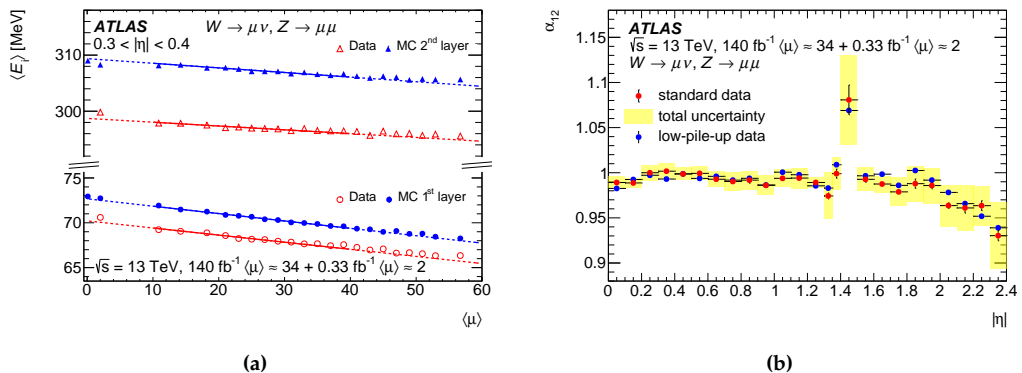 ATLAS W → μν, Z → μμ
0.3 < |η| < 0.4
Data MC 2nd layer
⟨E_i⟩ [MeV]
310
300
75
70
65
Data MC 1st layer
√s = 13 TeV, 140 fb⁻¹ ⟨μ⟩ ≈ 34 + 0.33 fb⁻¹ ⟨μ⟩ ≈ 2
0 10 20 30 40 50 60
⟨μ⟩
(a)
α₁₂
ATLAS
√s = 13 TeV, 140 fb⁻¹ ⟨μ⟩ ≈ 34 + 0.33 fb⁻¹ ⟨μ⟩ ≈ 2
W → μν, Z → μμ
standard data
total uncertainty
low-pile-up data
1.15
1.1
1.05
1
0.95
0.9
0 0.2 0.4 0.6 0.8 1 1.2 1.4 1.6 1.8 2 2.2 2.4
|η|
(b)